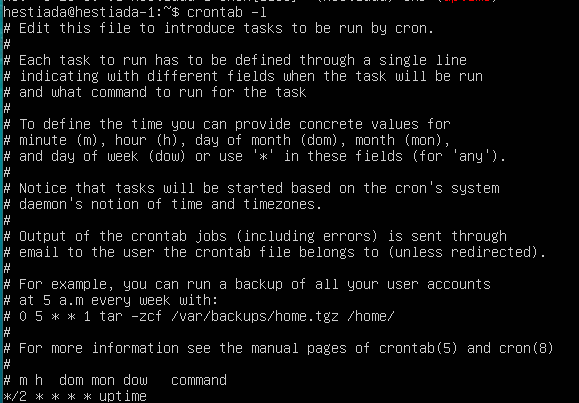 hestiada@hestiada-1:~$ crontab -l
# Edit this file to introduce tasks to be run by cron.
#
# Each task to run has to be defined through a single line
# indicating with different fields when the task will be run
# and what command to run for the task
#
# To define the time you can provide concrete values for
# minute (m), hour (h), day of month (dom), month (mon),
# and day of week (dow) or use '*' in these fields (for 'any').
#
# Notice that tasks will be started based on the cron's system
# daemon's notion of time and timezones.
#
# Output of the crontab jobs (including errors) is sent through
# email to the user the crontab file belongs to (unless redirected).
#
# For example, you can run a backup of all your user accounts
# at 5 a.m every week with:
# 0 5 * * 1 tar -zcf /var/backups/home.tgz /home/
#
# For more information see the manual pages of crontab(5) and cron(8)
#
# m h  dom mon dow   command
*/2 * * * * uptime